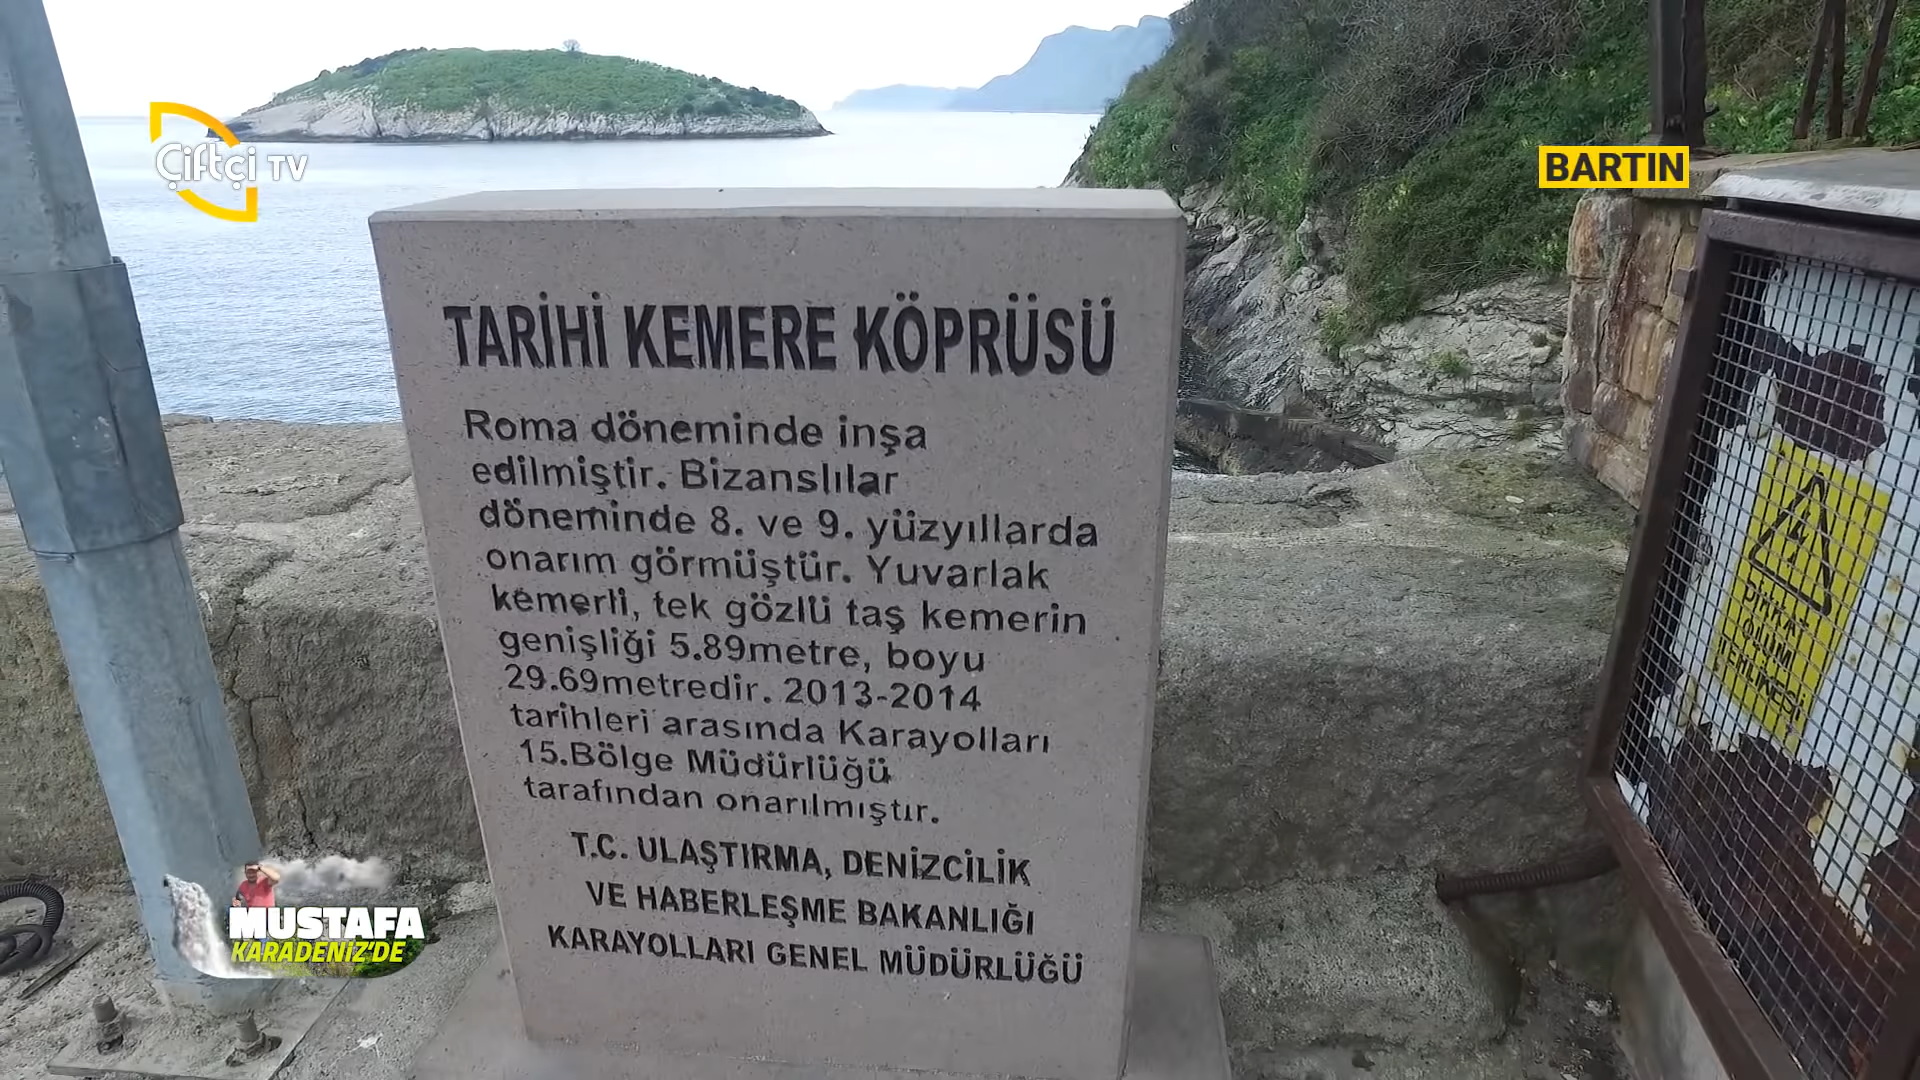 Çiftçi TV
BARTIN
TARİHİ KEMERE KÖPRÜSÜ
Roma döneminde inşa
edilmiştir. Bizanslılar
döneminde 8. ve 9. yüzyıllarda
onarım görmüştür. Yuvarlak
kemerli, tek gözlü taş kemerin
genişliği 5.89metre, boyu
29.69metredir. 2013-2014
tarihleri arasında Karayolları
15.Bölge Müdürlüğü
tarafından onarılmıştır.
T.C. ULAŞTIRMA, DENİZCİLİK
VE HABERLEŞME BAKANLIĞI
KARAYOLLARI GENEL MÜDÜRLÜĞÜ
DİKKAT
ÖLÜM
TEHLİKESİ
MUSTAFA
KARADENİZ'DE